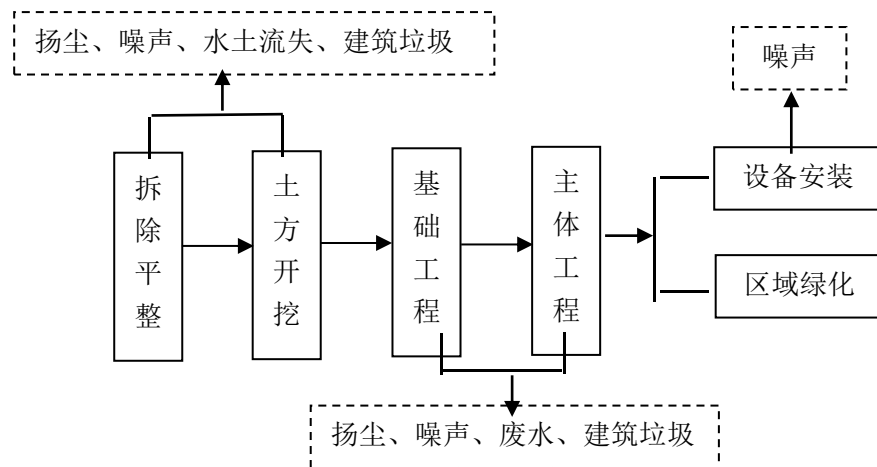 扬尘、噪声、水土流失、建筑垃圾
噪声
拆除平整
土方开挖
基础工程
主体工程
设备安装
区域绿化
扬尘、噪声、废水、建筑垃圾